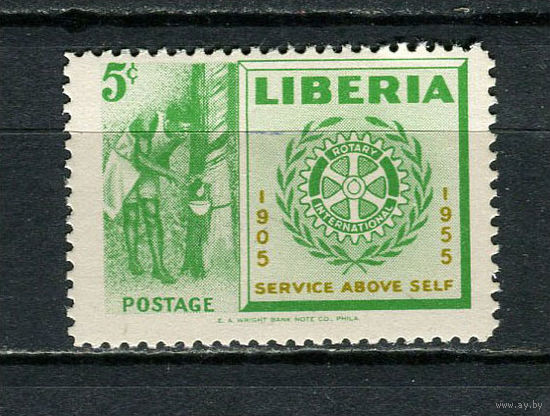 5¢
LIBERIA
ROTARY
INTERNATIONAL
1905
1955
SERVICE ABOVE SELF
POSTAGE
E. A. WRIGHT BANK NOTE CO., PHILA.
www.ay.by